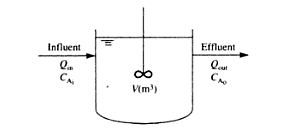 Influent
Q_in
C_Ai
V(m³)
Effluent
Q_out
C_Ao